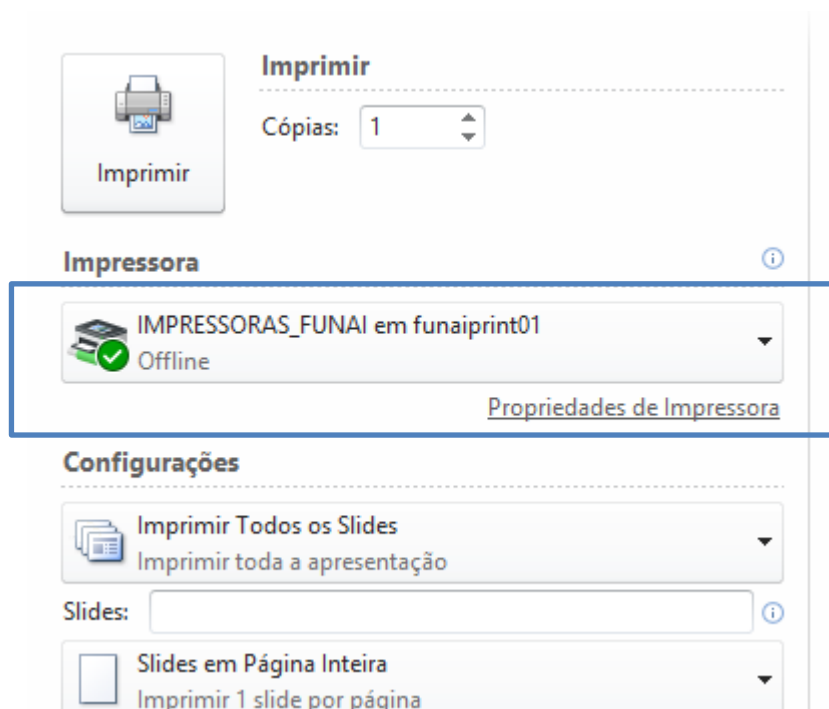 Imprimir
Cópias: 1
Imprimir
Impressora
IMPRESSORAS_FUNAI em funaiprint01
Offline
Propriedades de Impressora
Configurações
Imprimir Todos os Slides
Imprimir toda a apresentação
Slides:
Slides em Página Inteira
Imprimir 1 slide por página